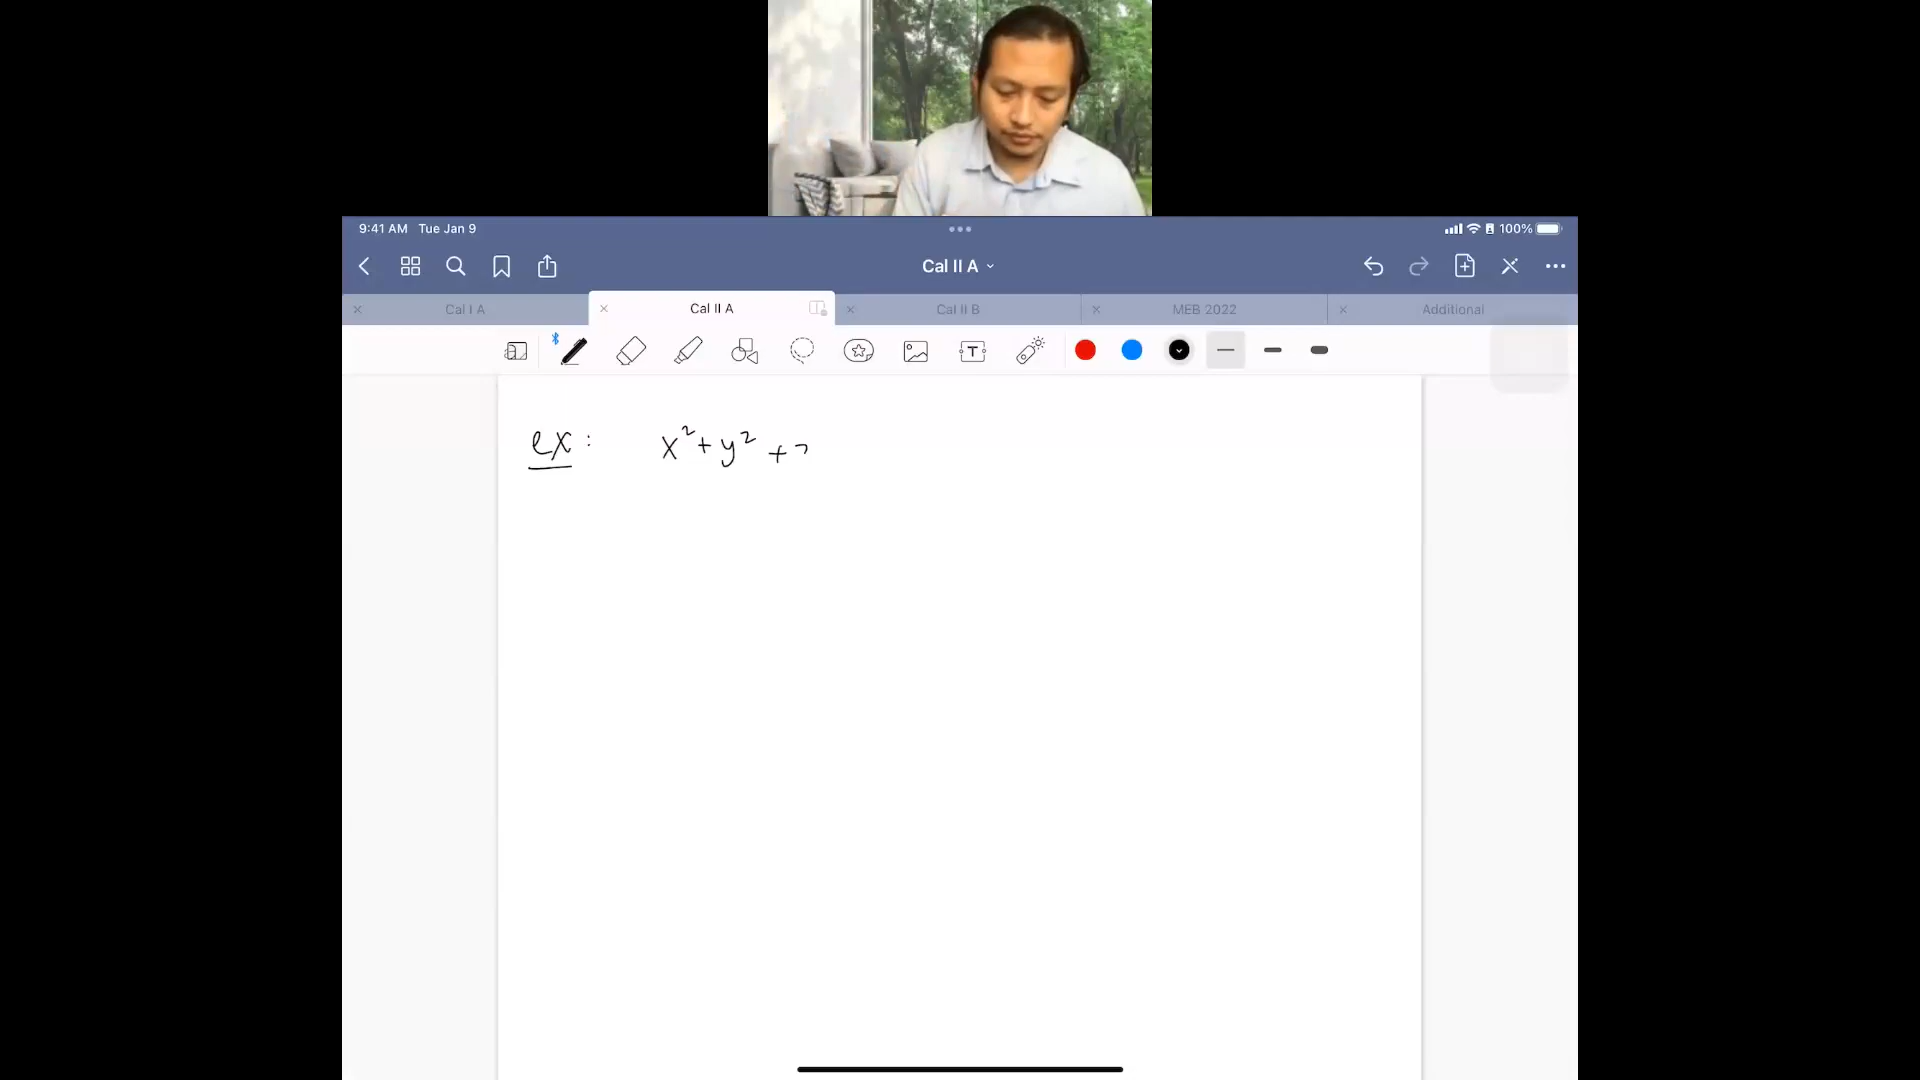 9:41 AM Tue Jan 9
100%
Cal II A
Cal I A
Cal II A
Cal II B
MEB 2022
Additional
T
ex: x² + y² +